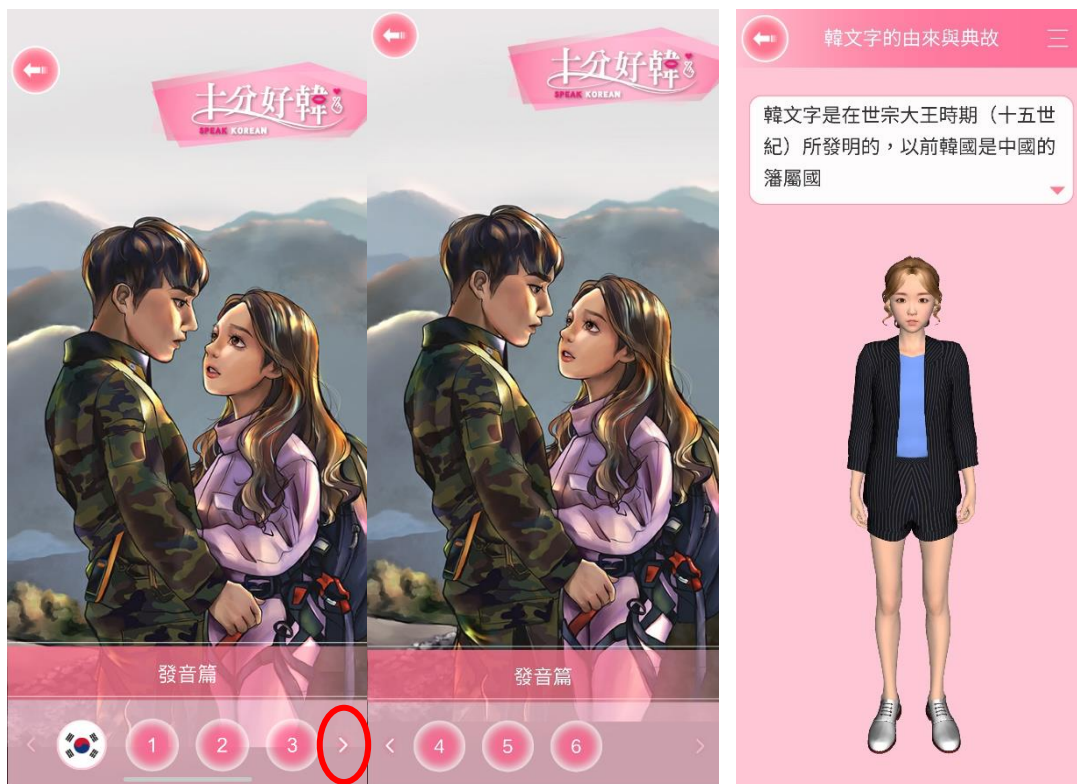 十分好韓
SPEAK KOREAN
發音篇
1
2
3
十分好韓
SPEAK KOREAN
發音篇
4
5
6
韓文字的由來與典故
韓文字是在世宗大王時期（十五世
紀）所發明的，以前韓國是中國的
藩屬國